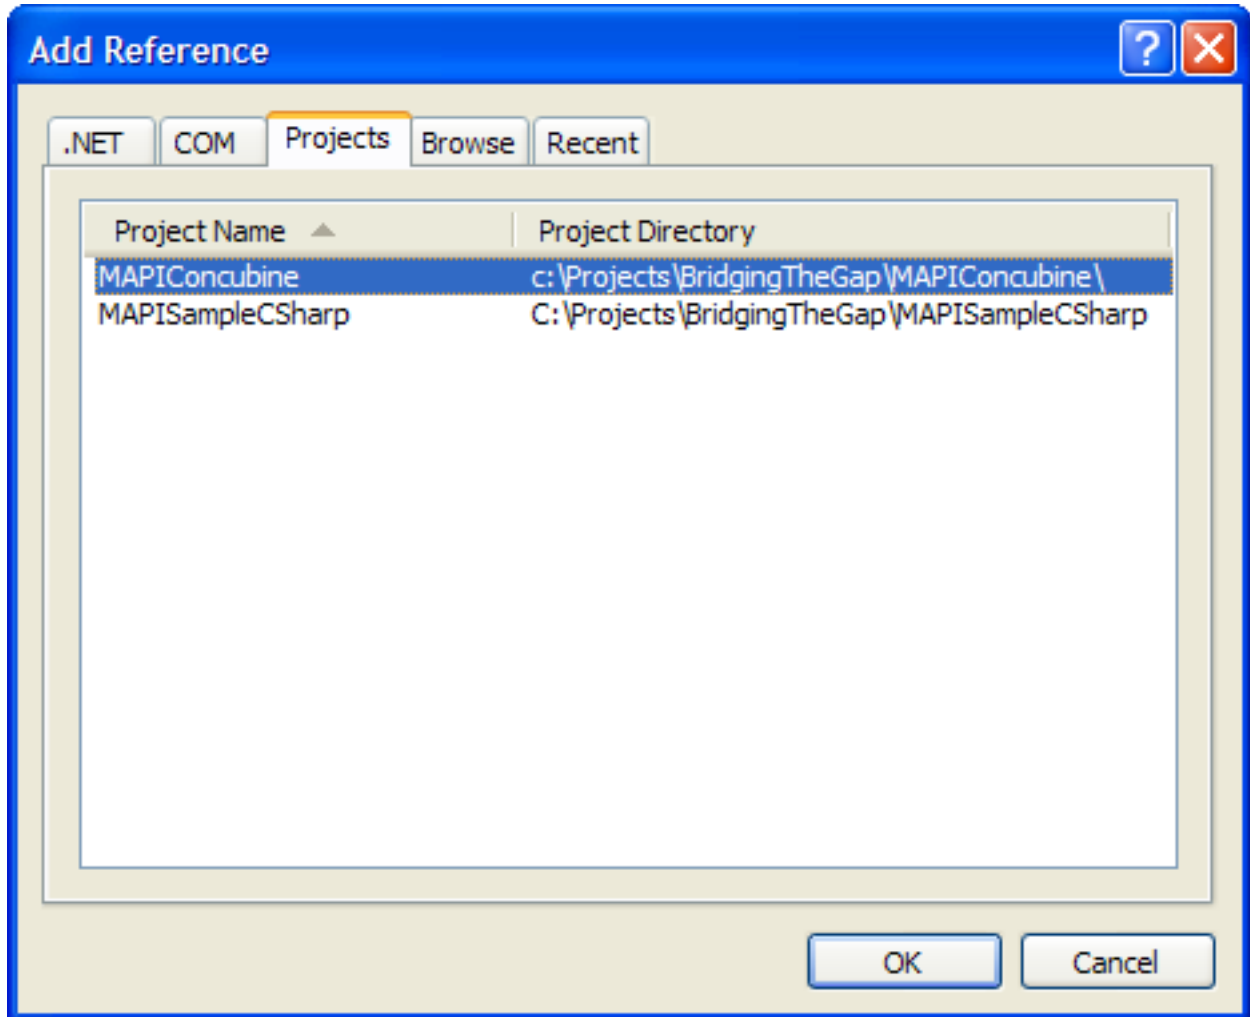 Add Reference ?
.NET COM Projects Browse Recent
Project Name Project Directory
MAPIConcubine c:\Projects\BridgingTheGap\MAPIConcubine\
MAPISampleCSharp C:\Projects\BridgingTheGap\MAPISampleCSharp
OK Cancel